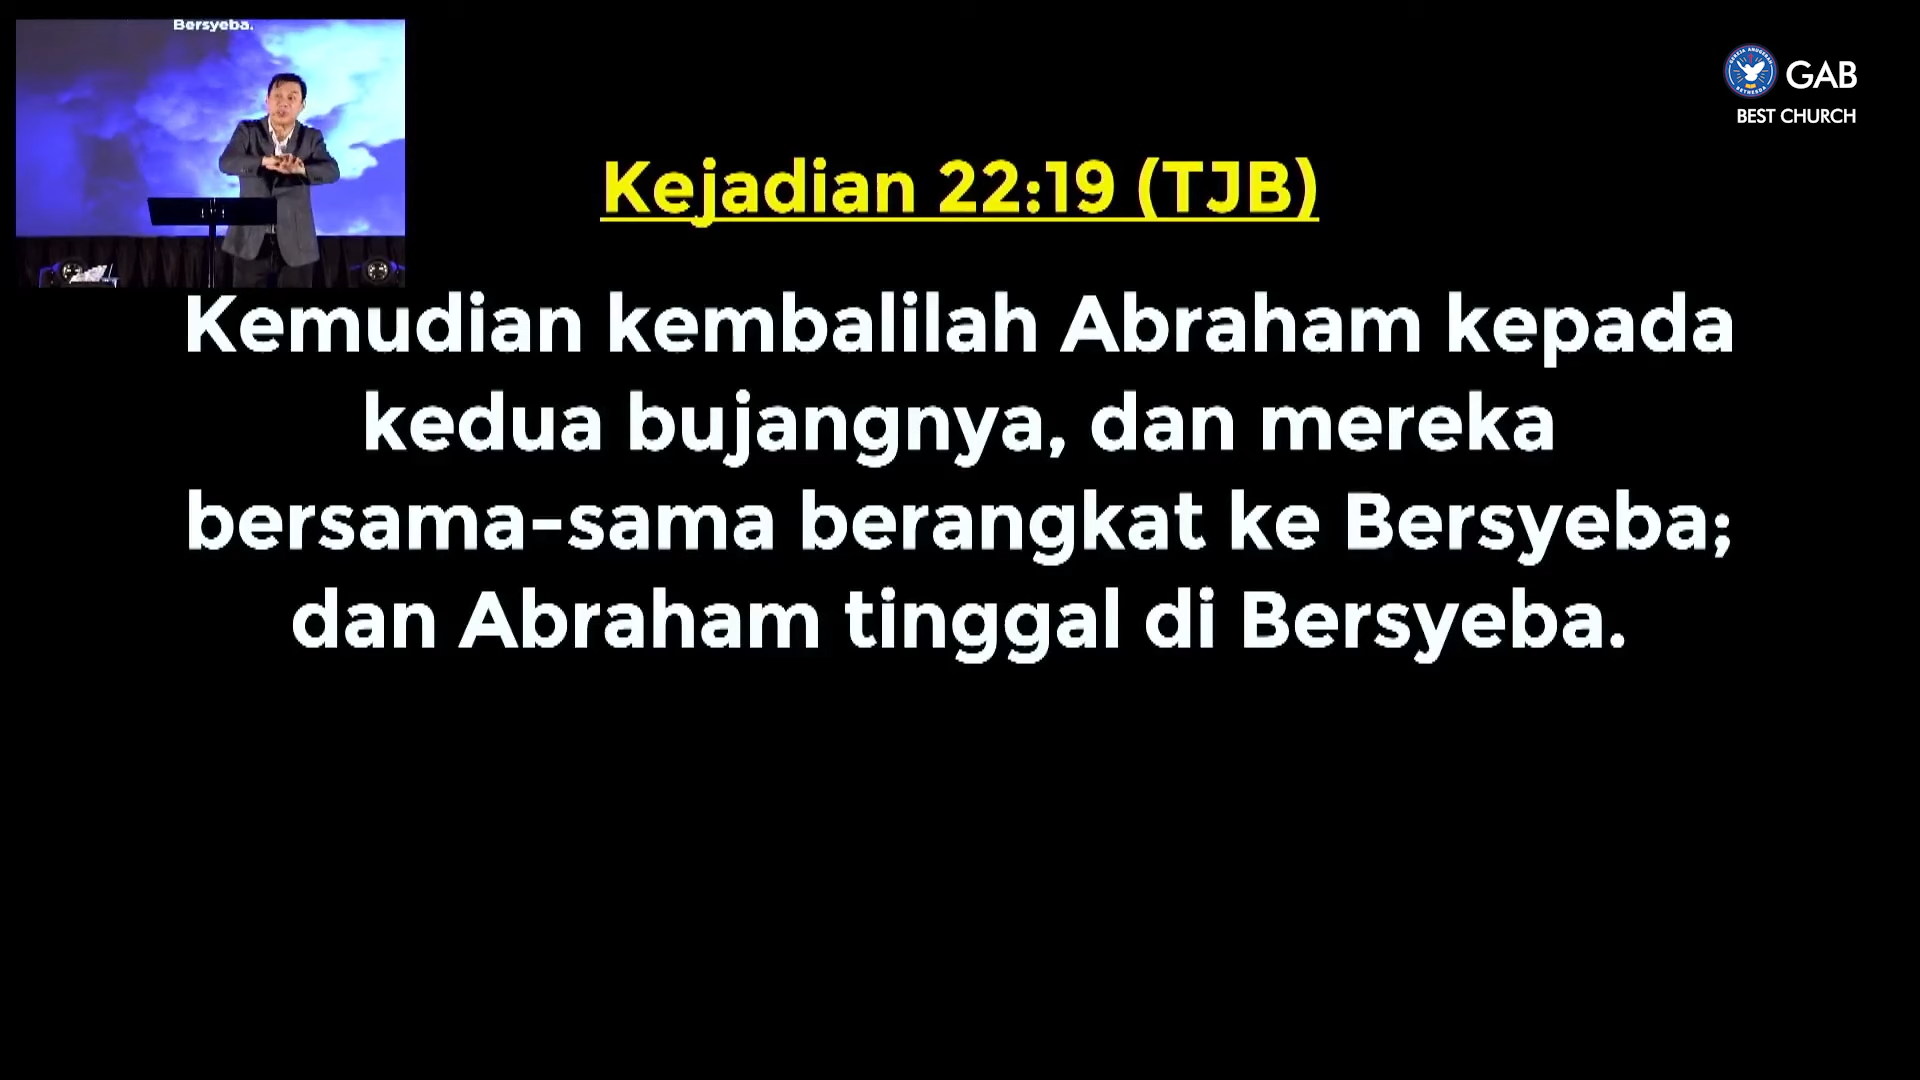 Bersyeba.
GAB
BEST CHURCH
Kejadian 22:19 (TJB)
Kemudian kembalilah Abraham kepada
kedua bujangnya, dan mereka
bersama-sama berangkat ke Bersyeba;
dan Abraham tinggal di Bersyeba.